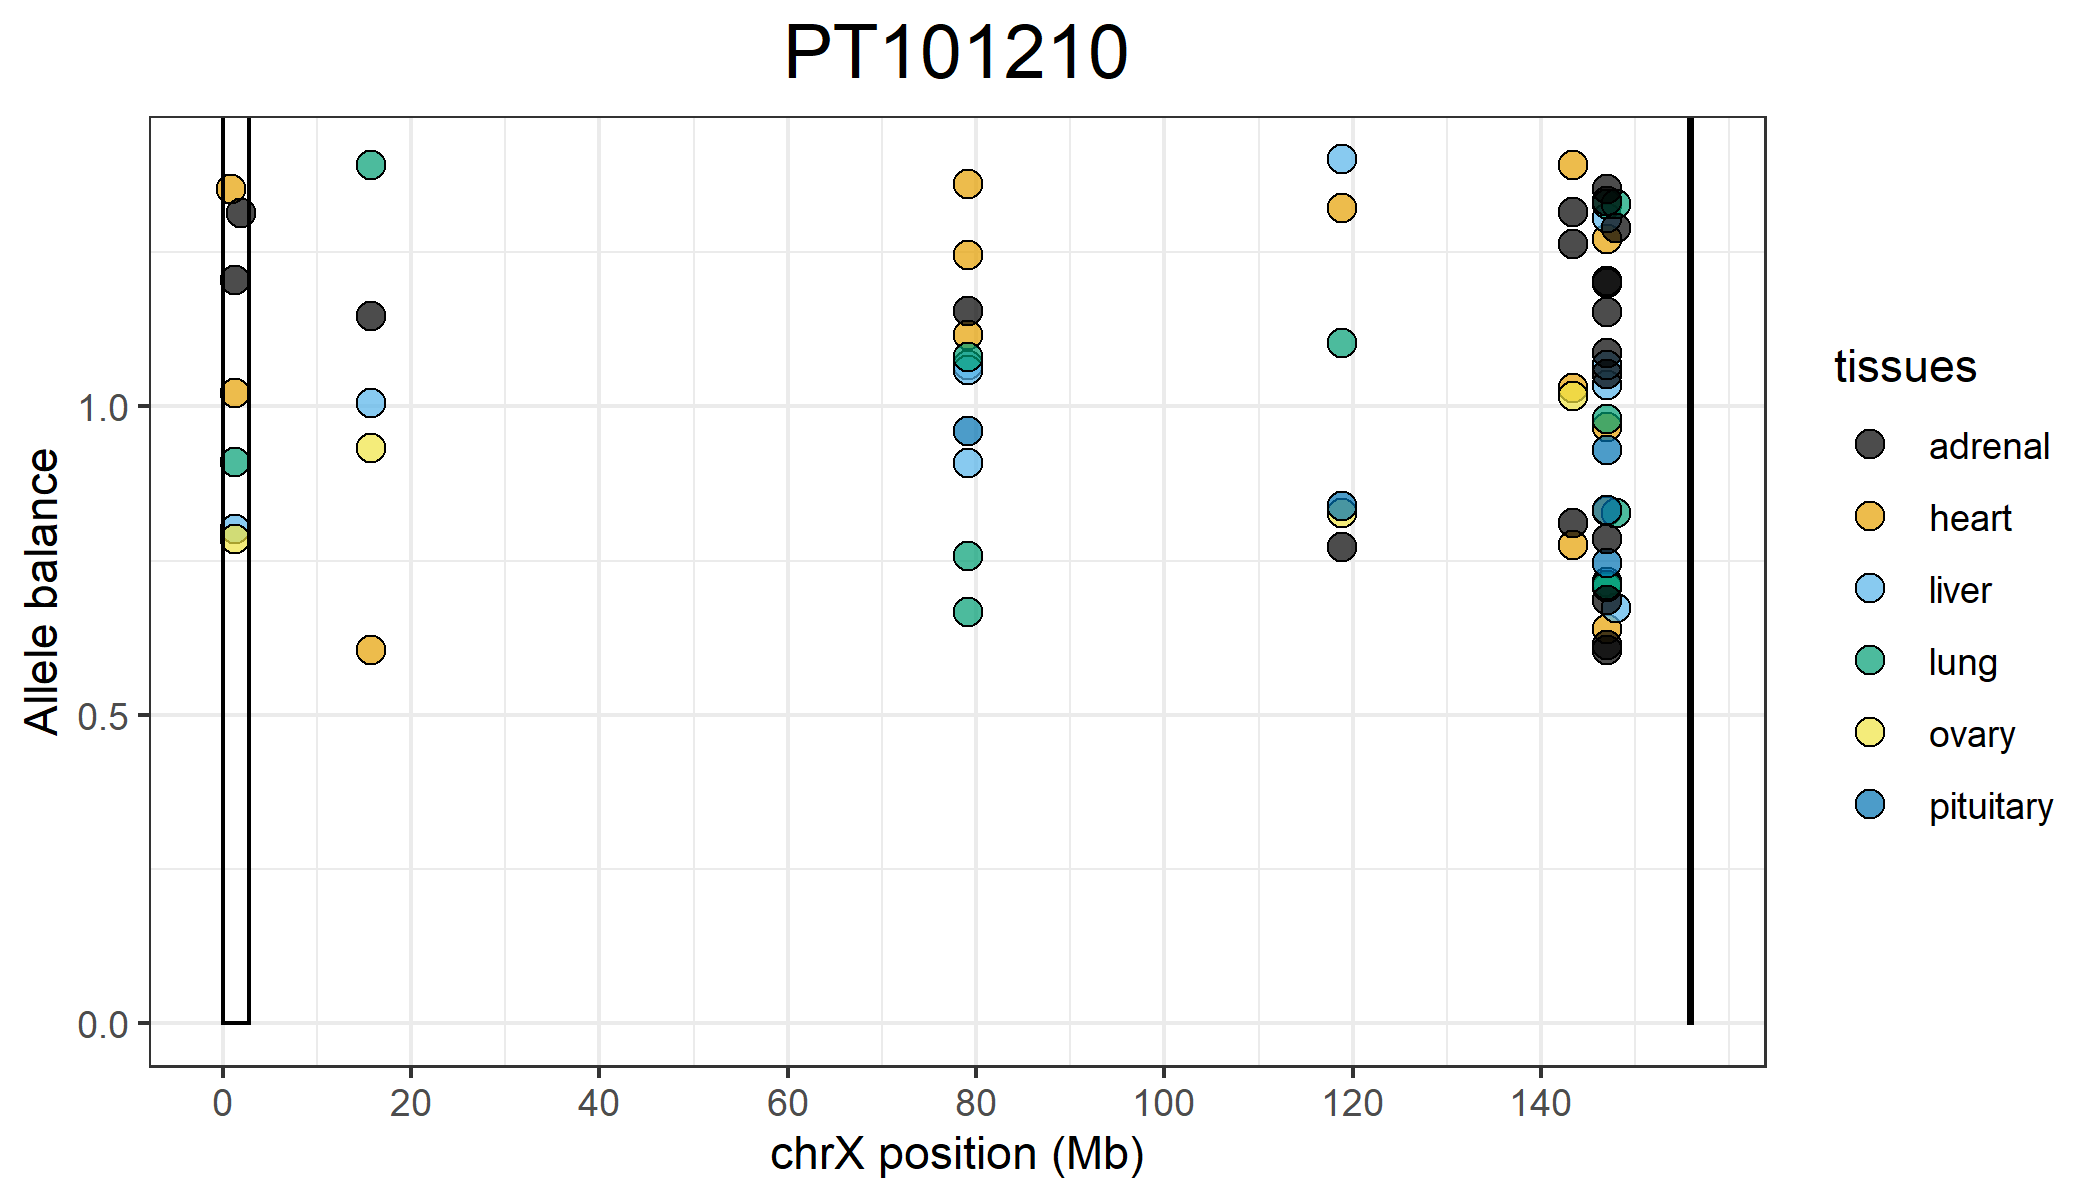 PT101210
Allele balance
1.0
0.5
0.0
0 20 40 60 80 100 120 140
chrX position (Mb)
tissues
adrenal
heart
liver
lung
ovary
pituitary